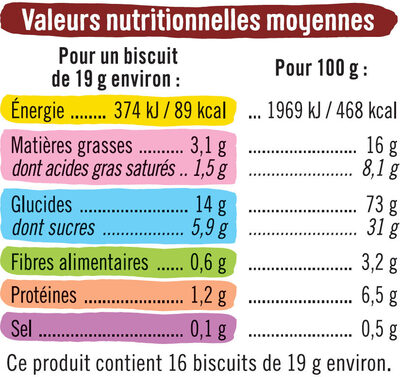 Valeurs nutritionnelles moyennes
Pour un biscuit
de 19 g environ :
Pour 100 g :
Énergie ........ 374 kJ / 89 kcal .... 1969 kJ / 468 kcal
Matières grasses .......... 3,1 g ........................ 16 g
dont acides gras saturés .. 1,5 g ........................ 8,1 g
Glucides ........................ 14 g ........................ 73 g
dont sucres .................. 5,9 g ........................ 31 g
Fibres alimentaires ...... 0,6 g ........................ 3,2 g
Protéines ..................... 1,2 g ........................ 6,5 g
Sel ............................... 0,1 g ........................ 0,5 g
Ce produit contient 16 biscuits de 19 g environ.